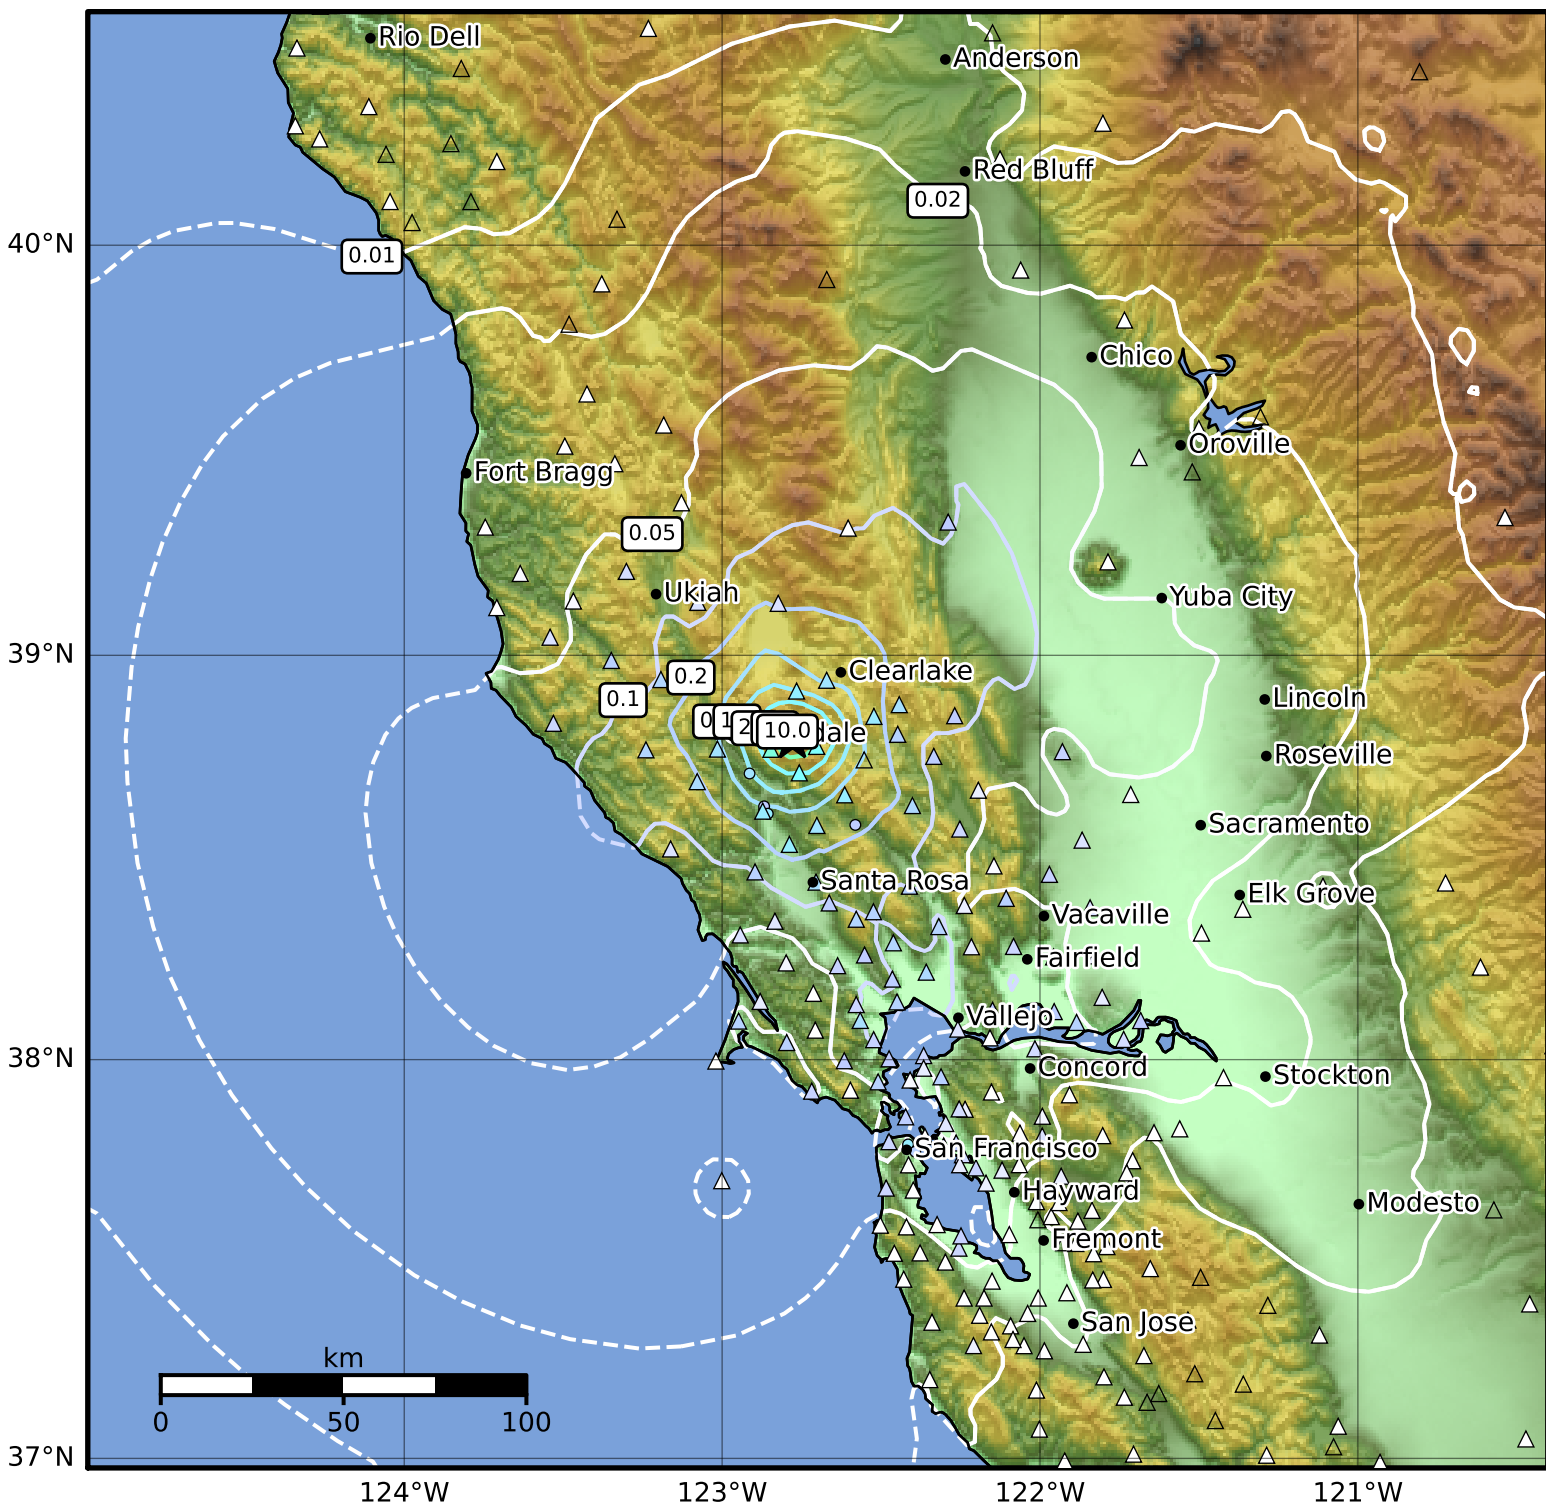 Rio Dell
Anderson
Red Bluff
0.02
40°N
0.01
Chico
Oroville
Fort Bragg
0.05
Ukiah
Yuba City
39°N
Clearlake
0.2
0.1
Lincoln
10.0
dale
Roseville
Sacramento
Santa Rosa
Elk Grove
Vacaville
Fairfield
Vallejo
38°N
Concord
Stockton
San Francisco
Hayward
Modesto
Fremont
San Jose
km
0 50 100
37°N
124°W 123°W 122°W 121°W